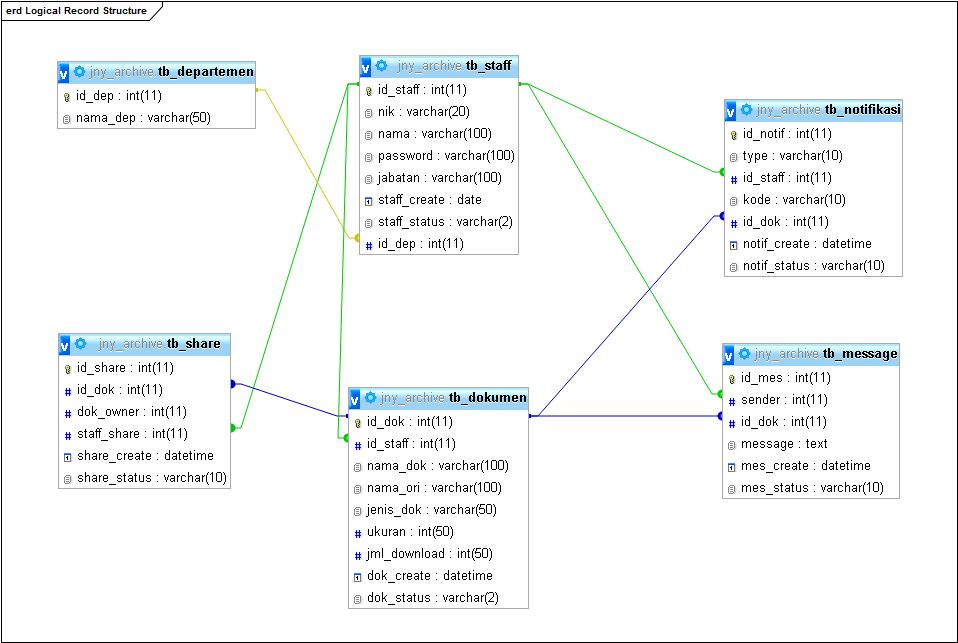 erd Logical Record Structure
jny_archive tb_departemen
id_dep : int(11)
nama_dep : varchar(50)
jny_archive tb_staff
id_staff : int(11)
nik : varchar(20)
nama : varchar(100)
password : varchar(100)
jabatan : varchar(100)
staff_create : date
staff_status : varchar(2)
id_dep : int(11)
jny_archive tb_notifikasi
id_notif : int(11)
type : varchar(10)
id_staff : int(11)
kode : varchar(10)
id_dok : int(11)
notif_create : datetime
notif_status : varchar(10)
jny_archive tb_share
id_share : int(11)
id_dok : int(11)
dok_owner : int(11)
staff_share : int(11)
share_create : datetime
share_status : varchar(10)
jny_archive tb_dokumen
id_dok : int(11)
id_staff : int(11)
nama_dok : varchar(100)
nama_ori : varchar(100)
jenis_dok : varchar(50)
ukuran : int(50)
jml_download : int(50)
dok_create : datetime
dok_status : varchar(2)
jny_archive tb_message
id_mes : int(11)
sender : int(11)
id_dok : int(11)
message : text
mes_create : datetime
mes_status : varchar(10)